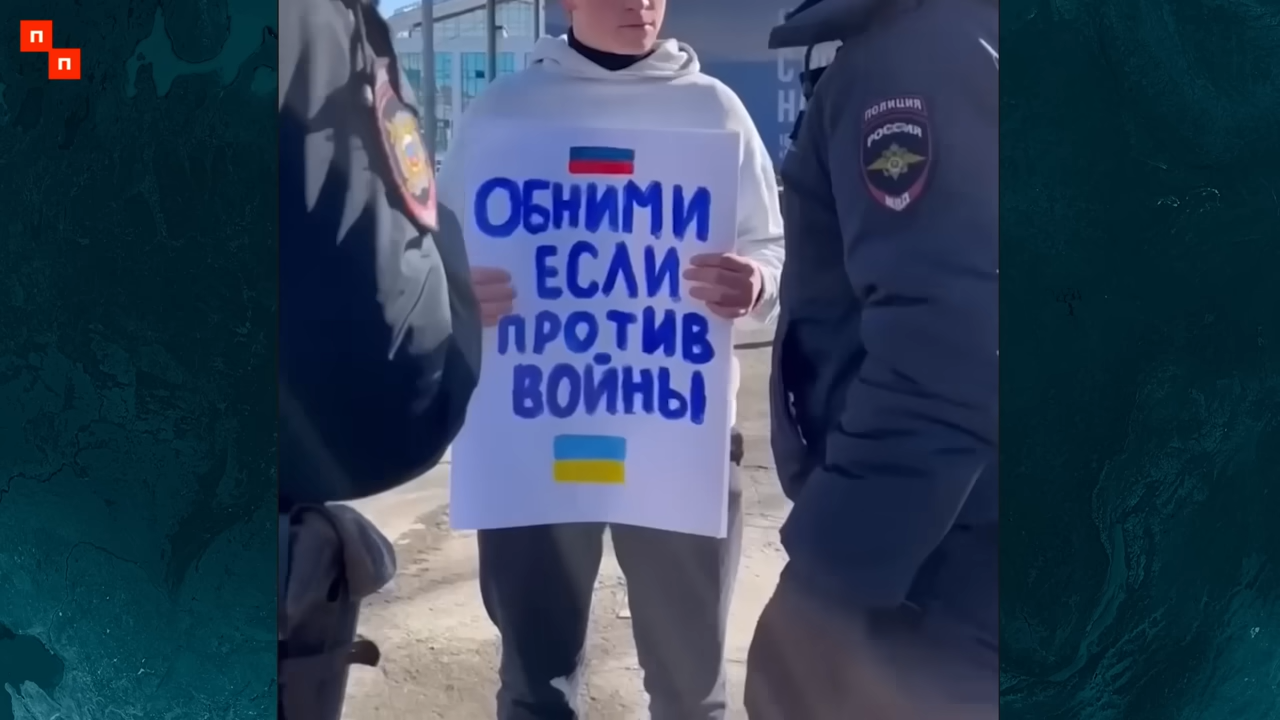 П
П
ОБНИМИ
ЕСЛИ
ПРОТИВ
ВОЙНЫ
ПОЛИЦИЯ
РОССИЯ
МВД